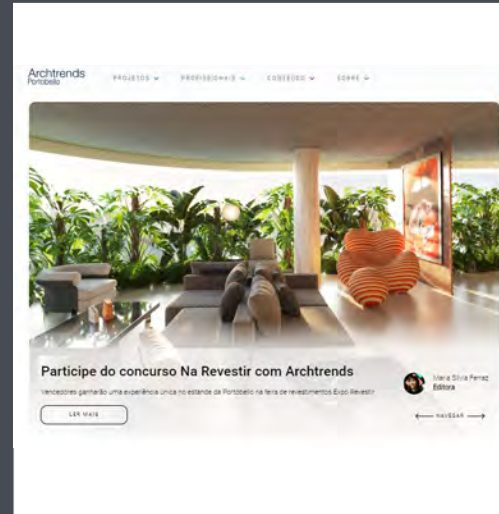 Archtrends
Portobello
PROJETOS
PROFISSIONAIS
CONTEÚDO
SOBRE
Participe do concurso Na Revestir com Archtrends
Vencedores ganharão uma experiência única no estande da Portobello na feira de revestimentos Expo Revestir
LER MAIS
Maria Silvia Ferraz
Editora
NAVEGAR